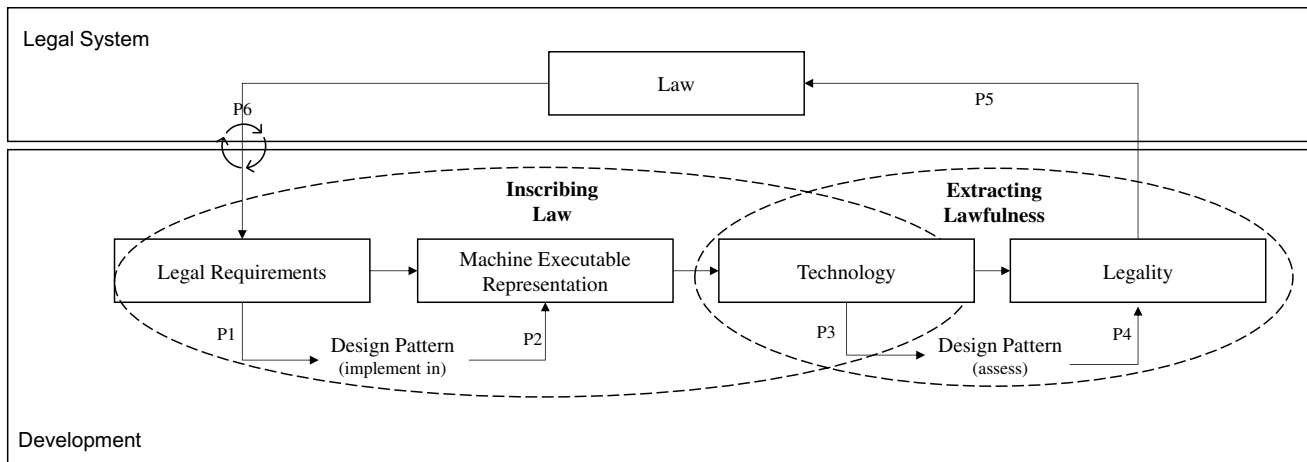 Legal System
Law
P6
P5
Inscribing
Law
Extracting
Lawfulness
Legal Requirements
Machine Executable
Representation
Technology
Legality
P1
P2
P3
P4
Design Pattern
(implement in)
Design Pattern
(assess)
Development